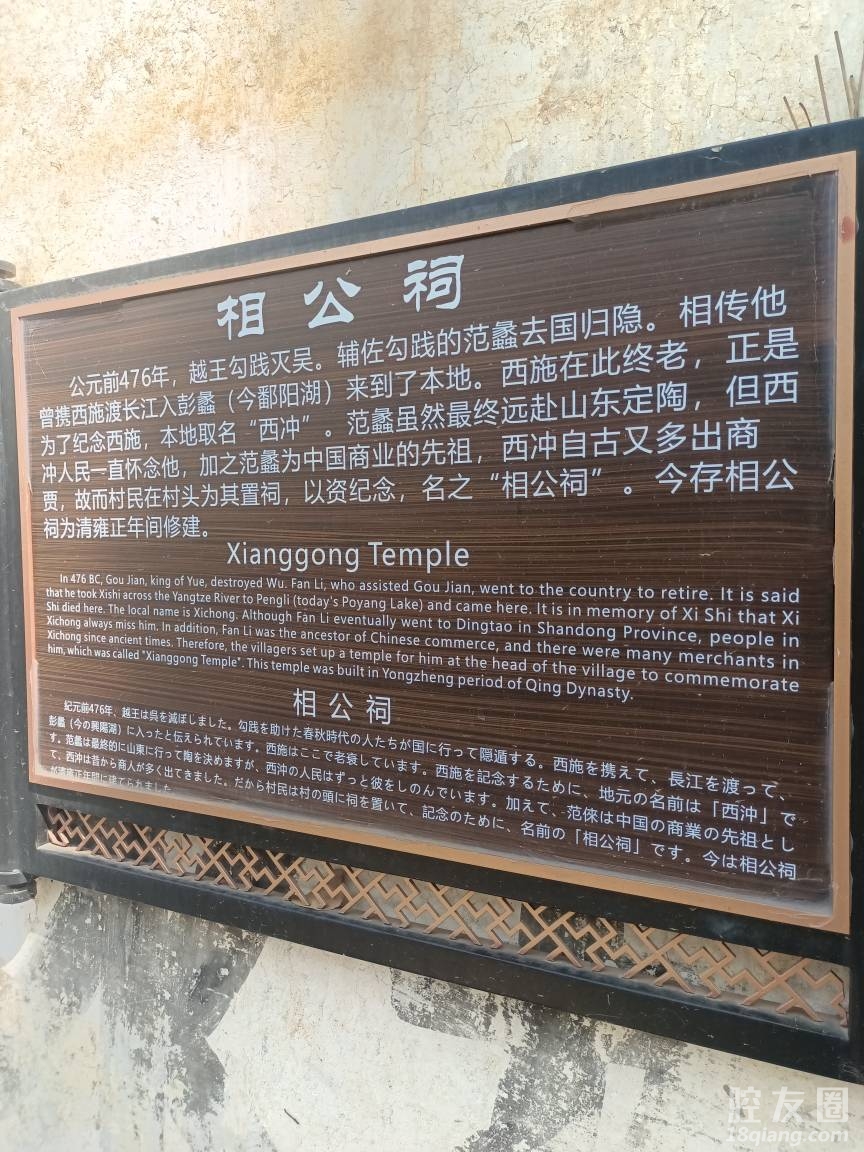 相公祠
公元前476年，越王勾践灭吴。辅佐勾践的范蠡去国归隐。相传他
曾携西施渡长江入彭蠡（今鄱阳湖）来到了本地。西施在此终老，正是
为了纪念西施，本地取名“西冲”。范蠡虽然最终远赴山东定陶，但西
冲人民一直怀念他，加之范蠡为中国商业的先祖，西冲自古又多出商
贾，故而村民在村头为其置祠，以资纪念，名之“相公祠”。今存相公
祠为清雍正年间修建。
Xianggong Temple
In 476 BC, Gou Jian, king of Yue, destroyed Wu. Fan Li, who assisted Gou Jian, went to the country to retire. It is said
that he took Xishi across the Yangtze River to Pengli (today's Poyang Lake) and came here. It is in memory of Xi Shi that Xi
Shi died here. The local name is Xichong. Although Fan Li eventually went to Dingtao in Shandong Province, people in
Xichong always miss him. In addition, Fan Li was the ancestor of Chinese commerce, and there were many merchants in
Xichong since ancient times. Therefore, the villagers set up a temple for him at the head of the village to commemorate
him, which was called "Xianggong Temple". This temple was built in Yongzheng period of Qing Dynasty.
相公祠
紀元前476年、越王は呉を滅ぼしました。勾践を助けた春秋時代の人たちが国に行って隠遁する。西施を携えて、長江を渡って、
彭蠡（今の興陽湖）に入ったと伝えられています。西施はここで老衰しています。西施を記念するために、地元の名前は「西沖」で
す。范蠡は最終的に山東に行って陶を決めますが、西沖の人民はずっと彼をしのんでいます。加えて、范倈は中国の商業の先祖とし
て、西沖は昔から商人が多く出てきました。だから村民は村の頭に祠を置いて、記念のために、名前の「相公祠」です。今は相公祠
が雍正年間に建てられました
腔友圈
18qiang.com